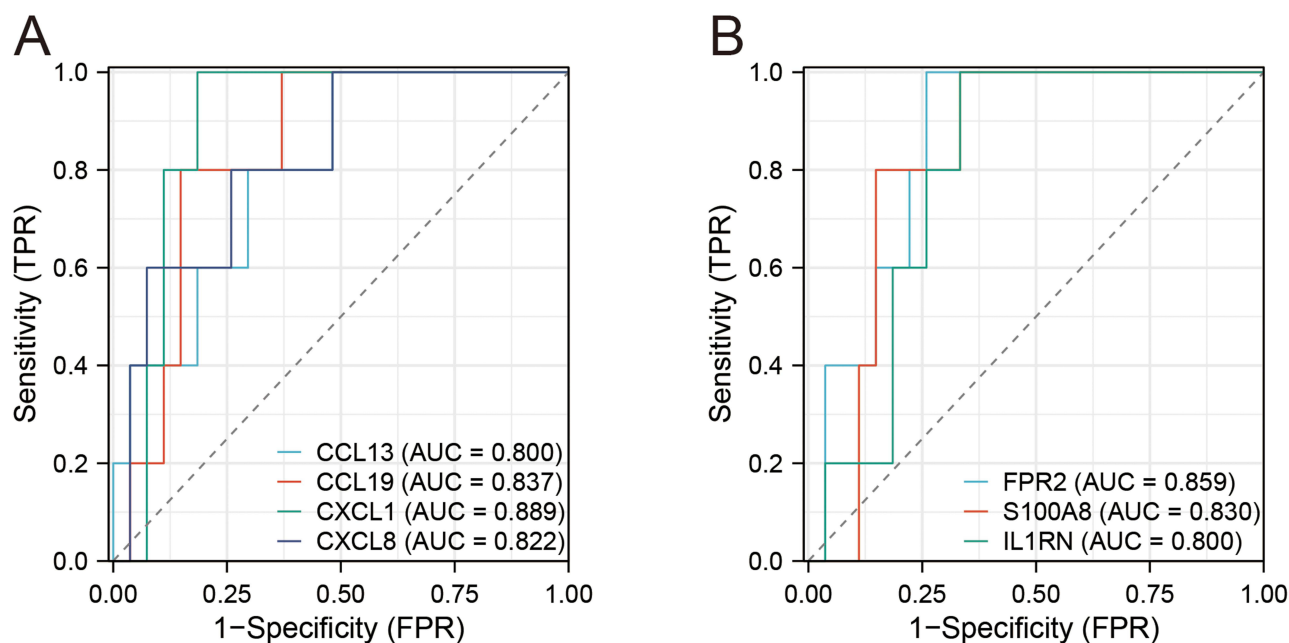 A
1.0
0.8
0.6
0.4
0.2
0.0
Sensitivity (TPR)
CCL13 (AUC = 0.800)
CCL19 (AUC = 0.837)
CXCL1 (AUC = 0.889)
CXCL8 (AUC = 0.822)
0.00 0.25 0.50 0.75 1.00
1−Specificity (FPR)
B
1.0
0.8
0.6
0.4
0.2
0.0
Sensitivity (TPR)
FPR2 (AUC = 0.859)
S100A8 (AUC = 0.830)
IL1RN (AUC = 0.800)
0.00 0.25 0.50 0.75 1.00
1−Specificity (FPR)